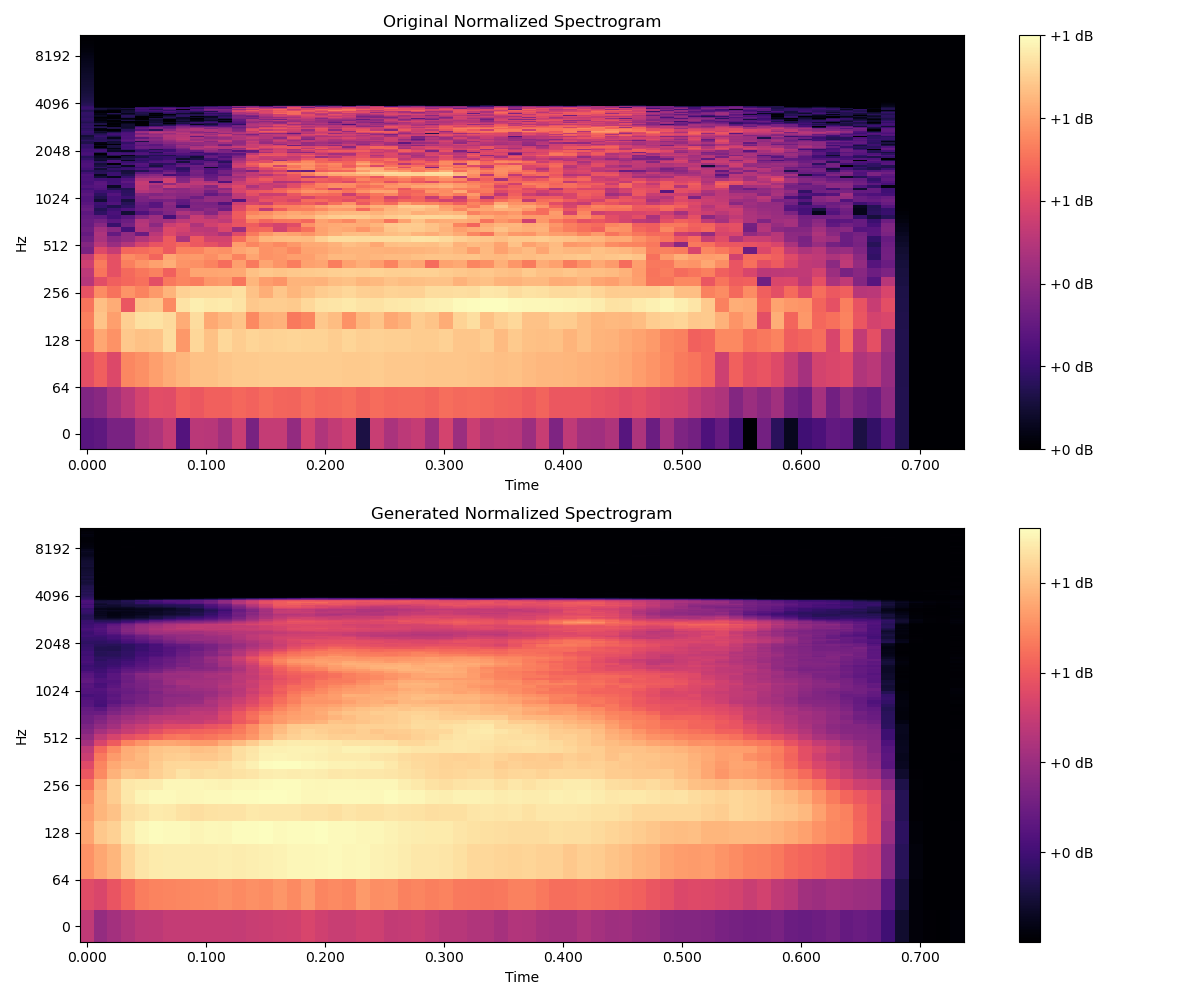 Original Normalized Spectrogram
8192
4096
2048
1024
512
256
128
64
0
Hz
0.000 0.100 0.200 0.300 0.400 0.500 0.600 0.700
Time
+1 dB
+1 dB
+1 dB
+0 dB
+0 dB
+0 dB
Generated Normalized Spectrogram
8192
4096
2048
1024
512
256
128
64
0
Hz
0.000 0.100 0.200 0.300 0.400 0.500 0.600 0.700
Time
+1 dB
+1 dB
+0 dB
+0 dB